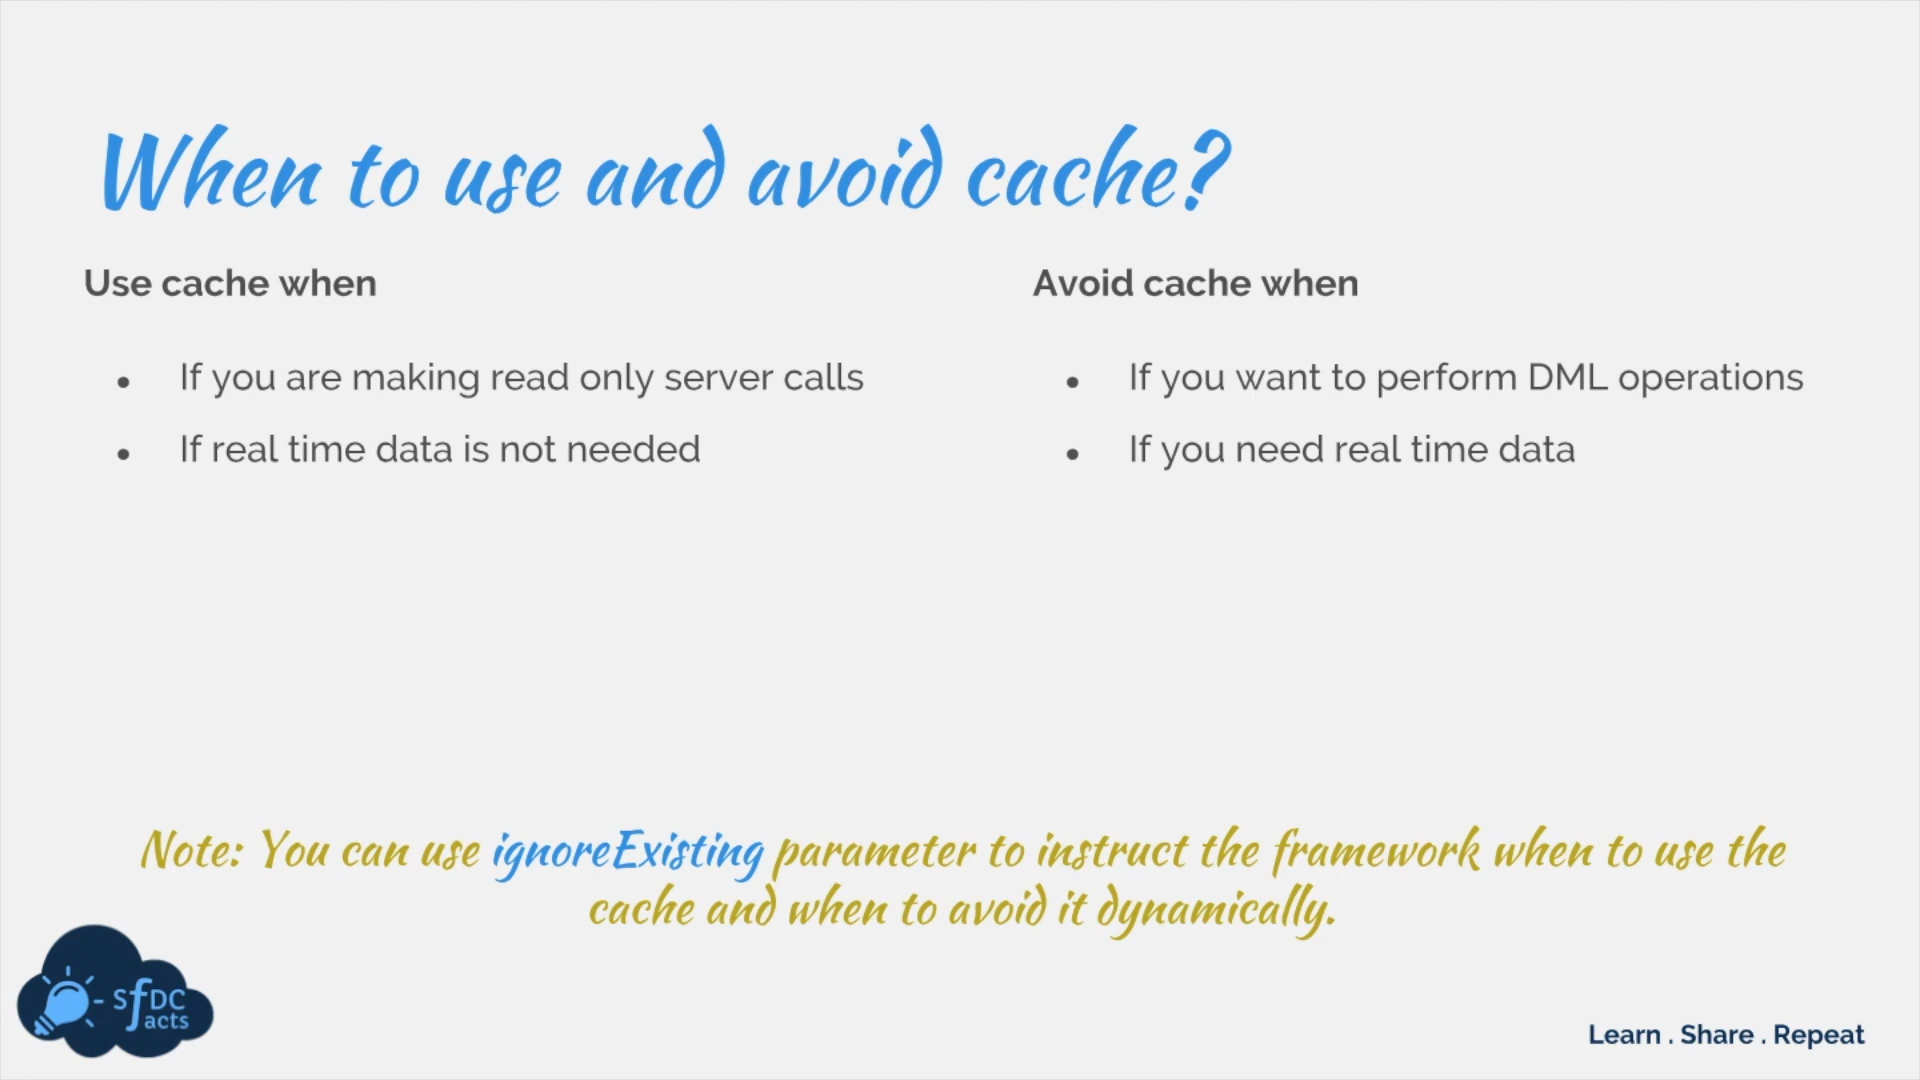 When to use and avoid cache?
Use cache when
• If you are making read only server calls
• If real time data is not needed
Avoid cache when
• If you want to perform DML operations
• If you need real time data
Note: You can use ignoreExisting parameter to instruct the framework when to use the
cache and when to avoid it dynamically.
- SfDC
acts
Learn . Share . Repeat